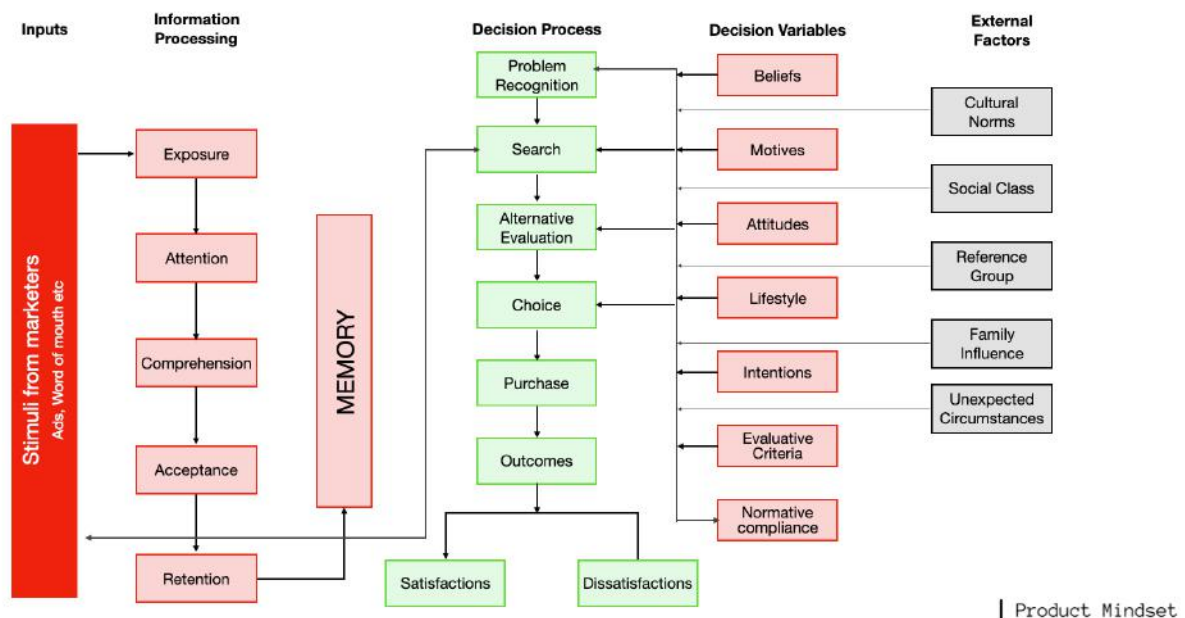 Inputs
Information
Processing
Decision Process
Decision Variables
External
Factors
Stimuli from marketers
Ads, Word of mouth etc
Exposure
Attention
Comprehension
Acceptance
Retention
MEMORY
Problem
Recognition
Search
Alternative
Evaluation
Choice
Purchase
Outcomes
Satisfactions
Dissatisfactions
Beliefs
Motives
Attitudes
Lifestyle
Intentions
Evaluative
Criteria
Normative
compliance
Cultural
Norms
Social Class
Reference
Group
Family
Influence
Unexpected
Circumstances
Product Mindset